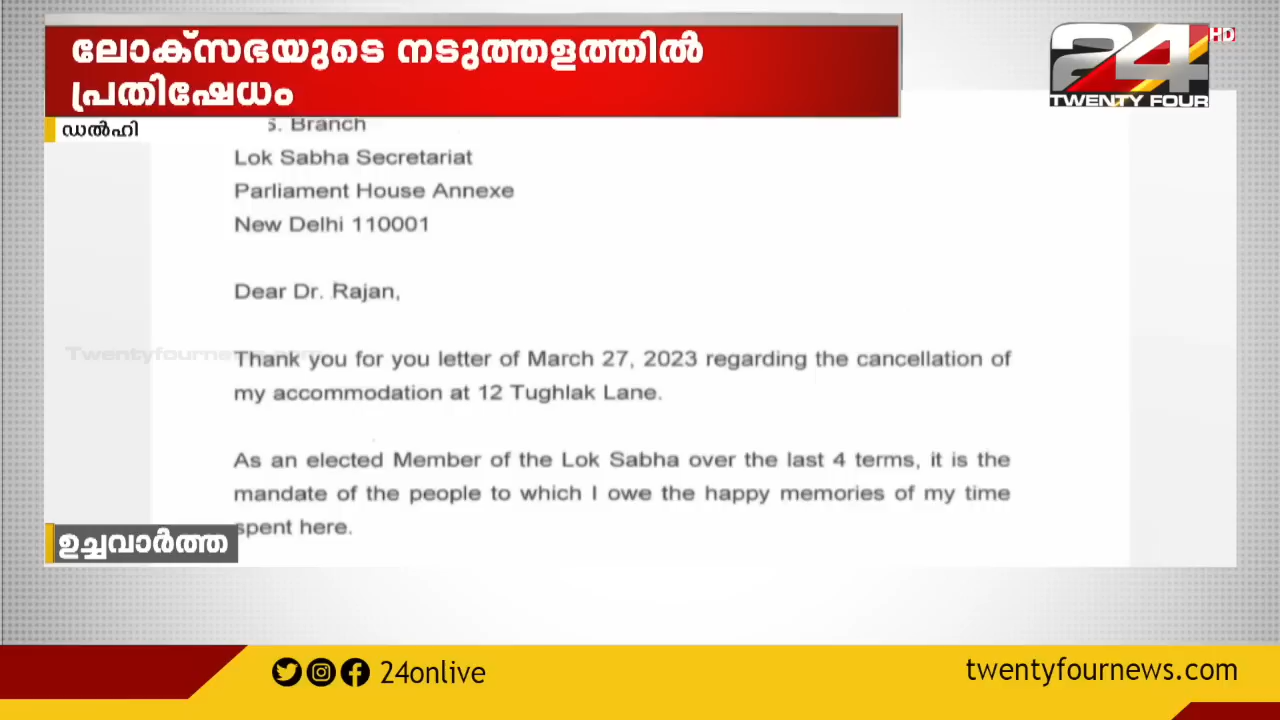 ലോക്സഭയുടെ നടുത്തളത്തിൽ
പ്രതിഷേധം
24 HD
TWENTY FOUR
ഡൽഹി
S. Branch
Lok Sabha Secretariat
Parliament House Annexe
New Delhi 110001
Dear Dr. Rajan,
Twentyfournews.com
Thank you for you letter of March 27, 2023 regarding the cancellation of
my accommodation at 12 Tughlak Lane.
As an elected Member of the Lok Sabha over the last 4 terms, it is the
mandate of the people to which I owe the happy memories of my time
spent here.
ഉച്ചവാർത്ത
24onlive
twentyfournews.com